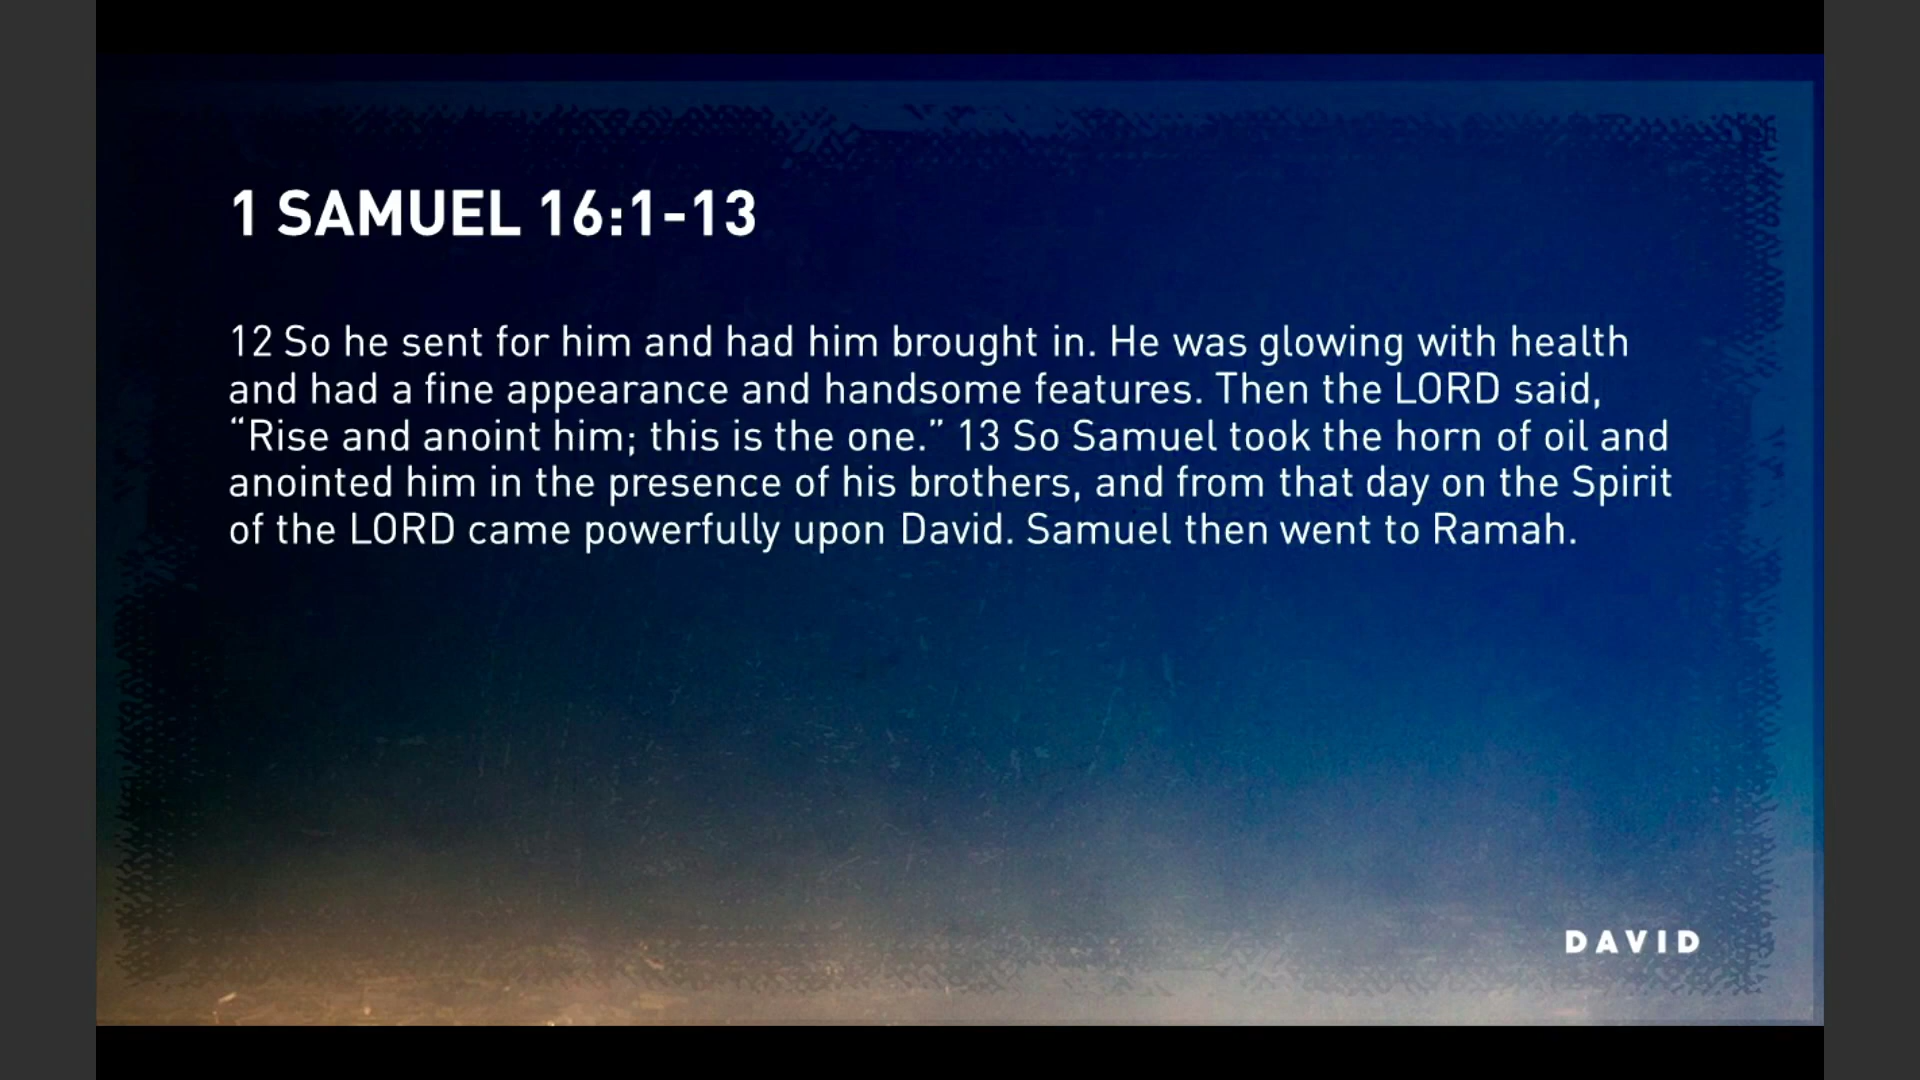 1 SAMUEL 16:1-13
12 So he sent for him and had him brought in. He was glowing with health
and had a fine appearance and handsome features. Then the LORD said,
“Rise and anoint him; this is the one.” 13 So Samuel took the horn of oil and
anointed him in the presence of his brothers, and from that day on the Spirit
of the LORD came powerfully upon David. Samuel then went to Ramah.
DAVID